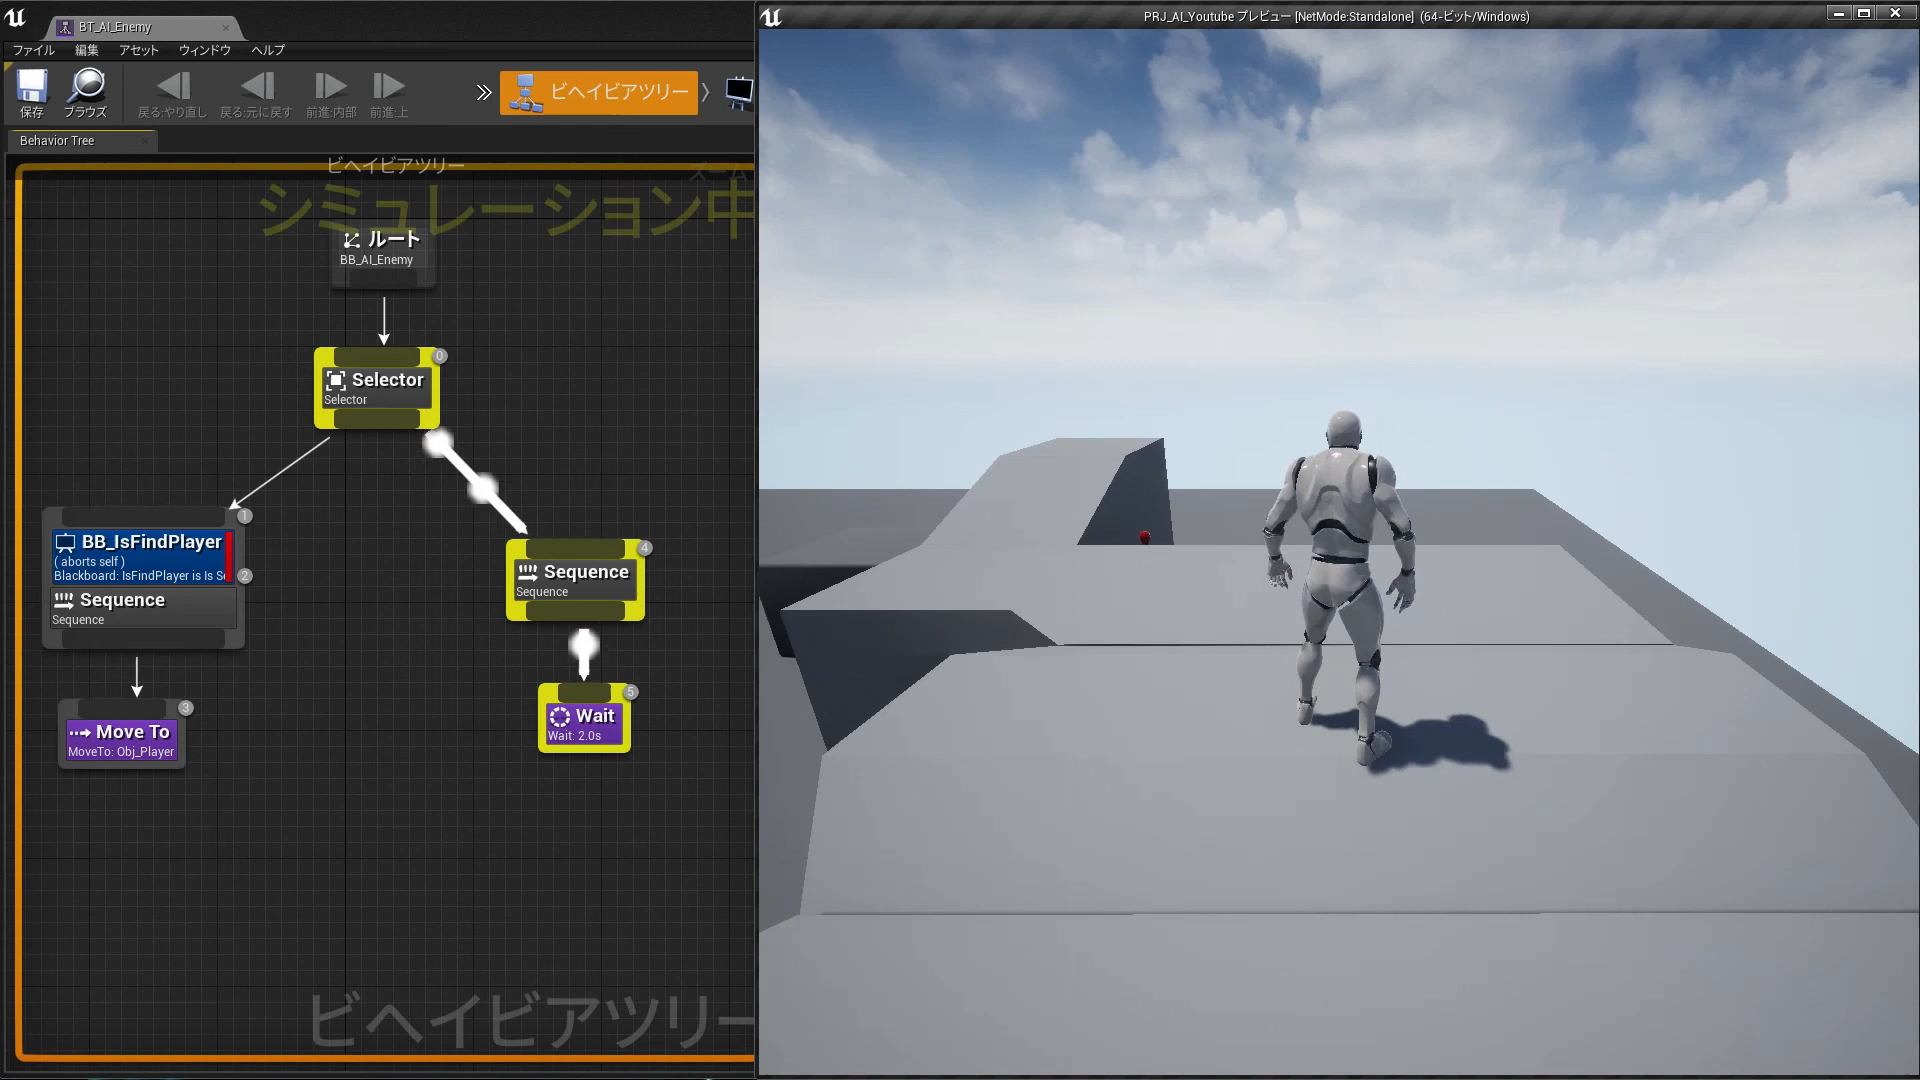 BT_AI_Enemy
ファイル 編集 アセット ウィンドウ ヘルプ
保存 ブラウズ 戻る:やり直し 戻る:元に戻す 前進:内部 前進:上
ビヘイビアツリー
Behavior Tree
ビヘイビアツリー
ズーム
シミュレーション中
ルート
BB_AI_Enemy
0
Selector
Selector
1
BB_IsFindPlayer
( aborts self )
Blackboard: IsFindPlayer is Is
2
Sequence
Sequence
4
Sequence
Sequence
3
Move To
MoveTo: Obj_Player
5
Wait
Wait: 2.0s
ビヘイビアツリー
PRJ_AI_Youtube プレビュー [NetMode:Standalone] (64-ビット/Windows)